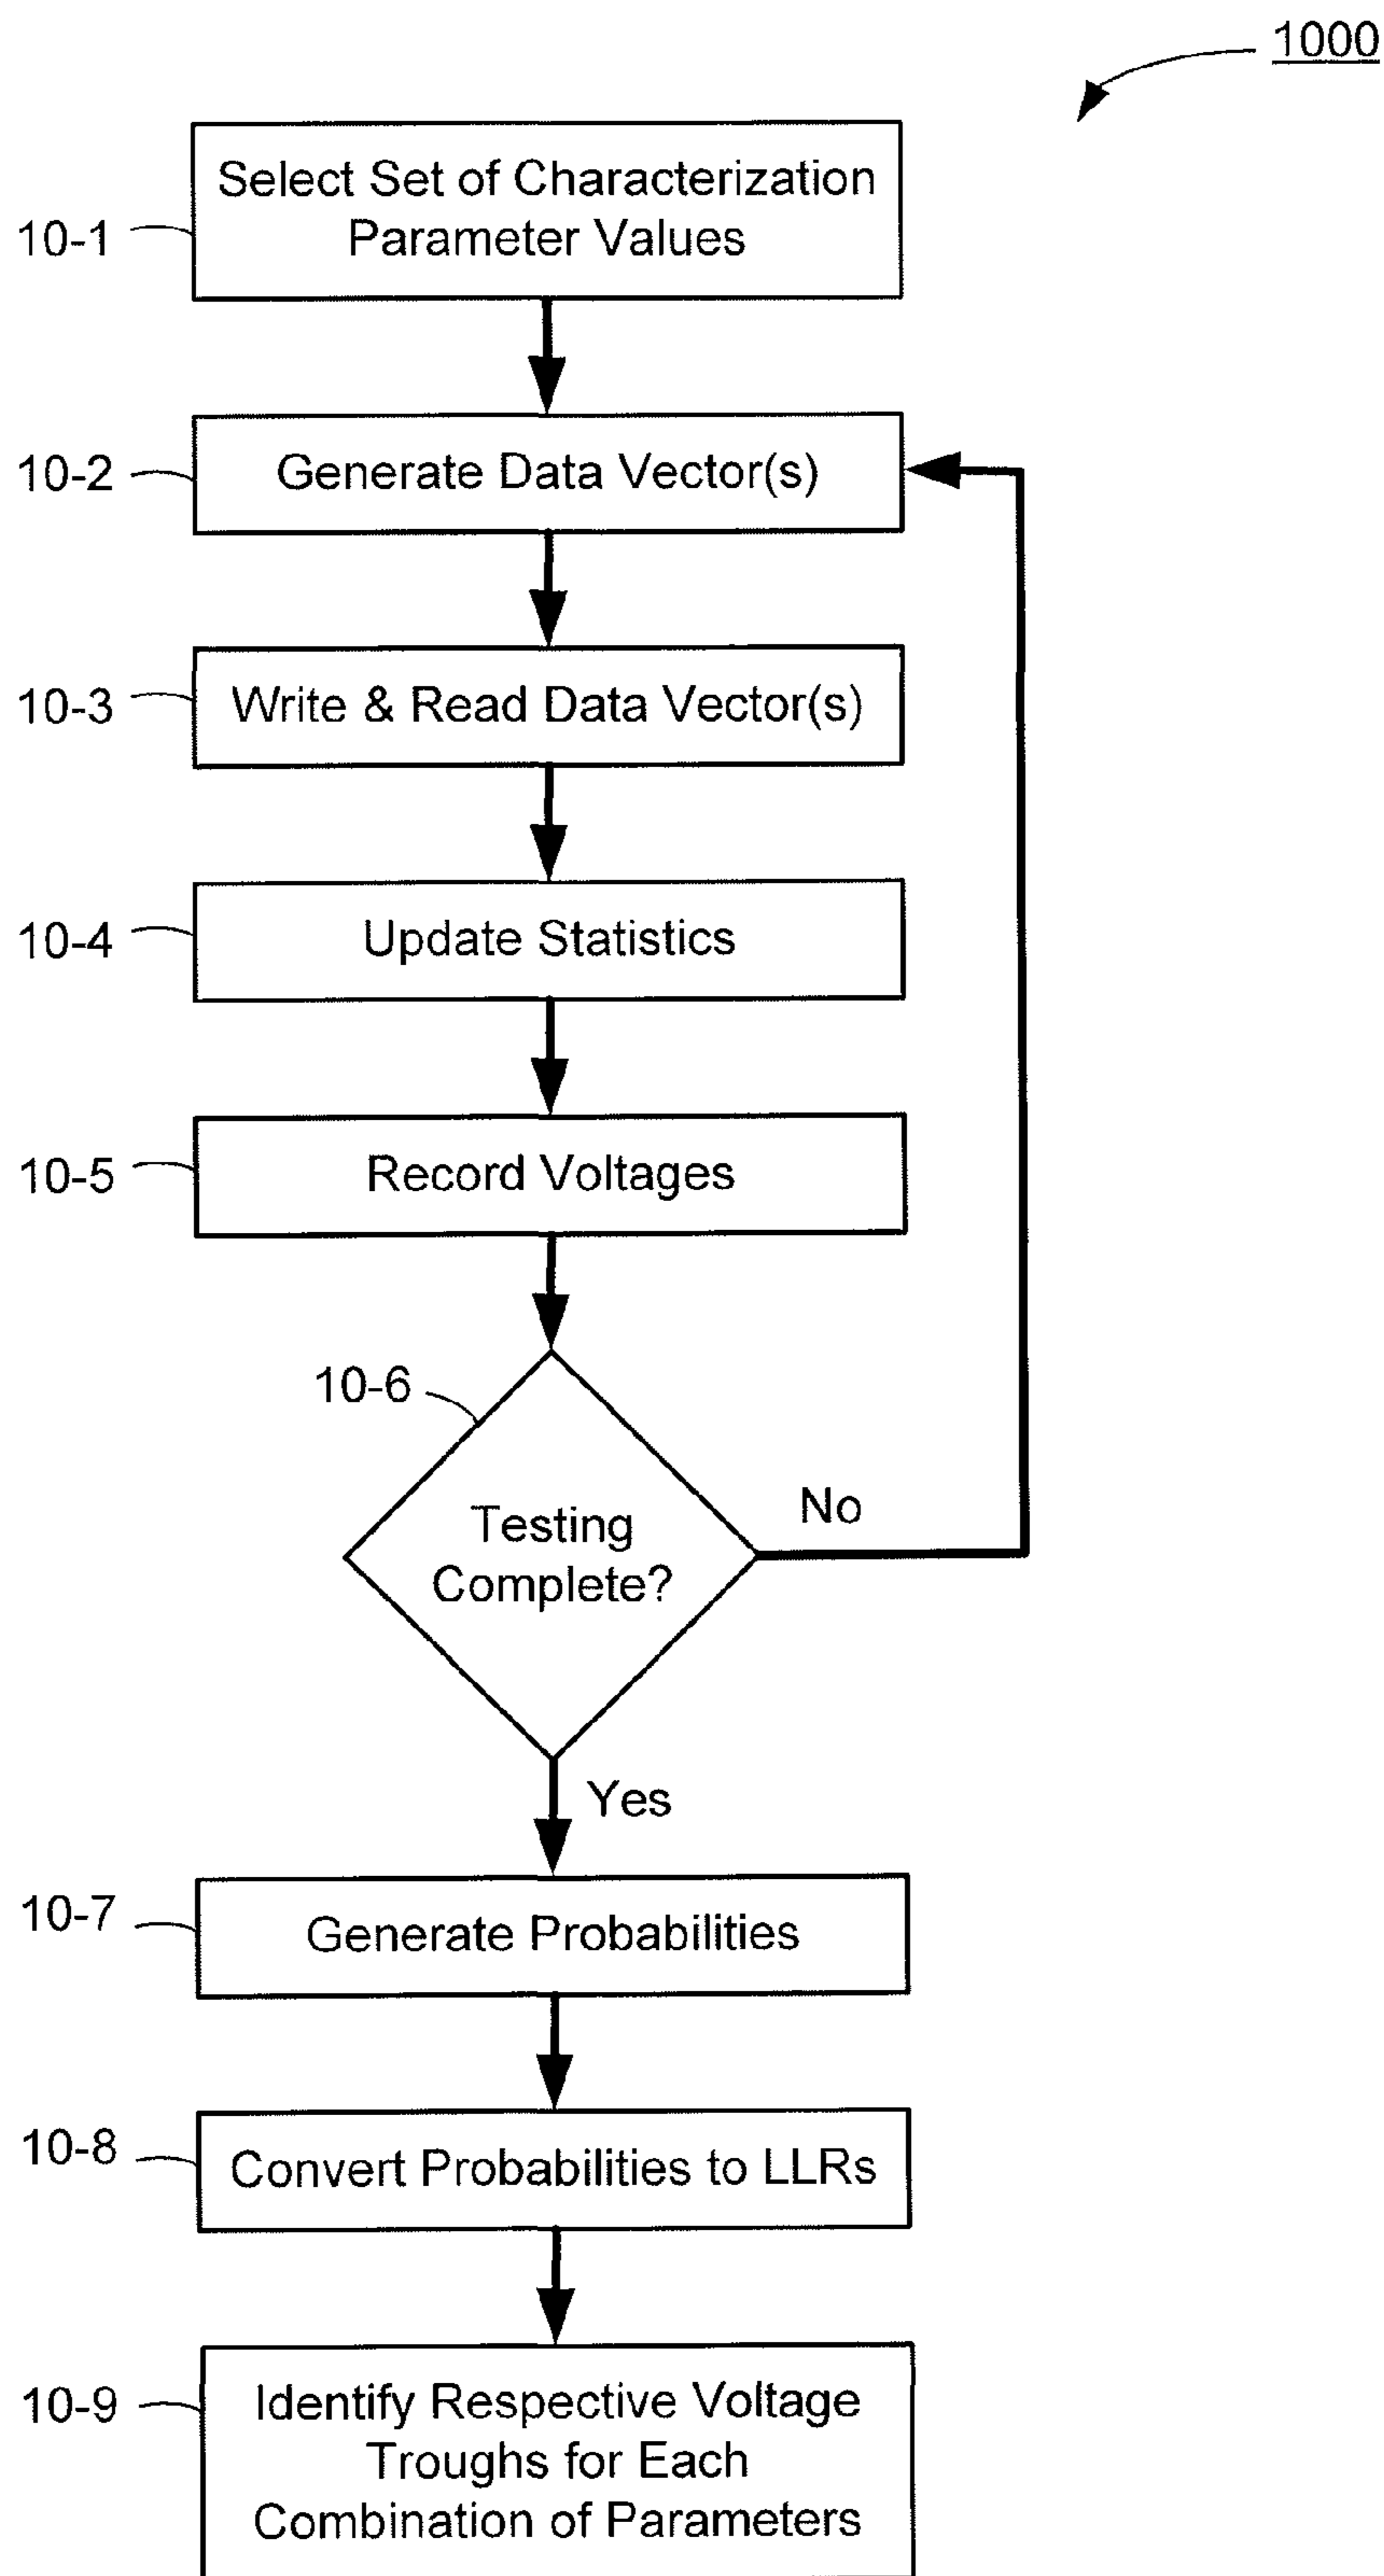 1000
Select Set of Characterization
Parameter Values
10-1
Generate Data Vector(s)
10-2
Write & Read Data Vector(s)
10-3
Update Statistics
10-4
Record Voltages
10-5
10-6
Testing
Complete?
No
Yes
Generate Probabilities
10-7
Convert Probabilities to LLRs
10-8
Identify Respective Voltage
Troughs for Each
Combination of Parameters
10-9